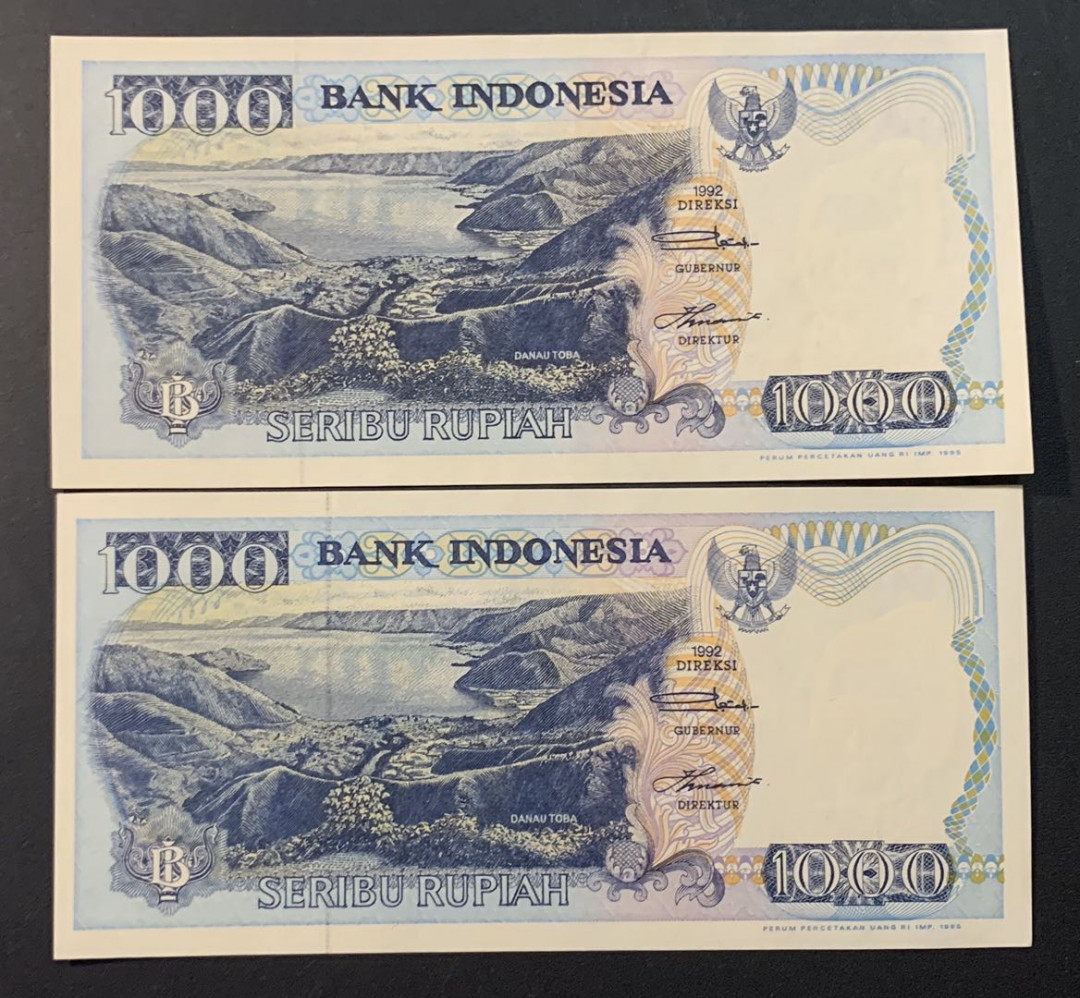 1000 BANK INDONESIA
1992
DIREKSI
GUBERNUR
DIREKTUR
DANAU TOBA
SERIBU RUPIAH
1000
PERUM PERCETAKAN UANG RI IMP. 1995
1000 BANK INDONESIA
1992
DIREKSI
GUBERNUR
DIREKTUR
DANAU TOBA
SERIBU RUPIAH
1000
PERUM PERCETAKAN UANG RI IMP. 1995